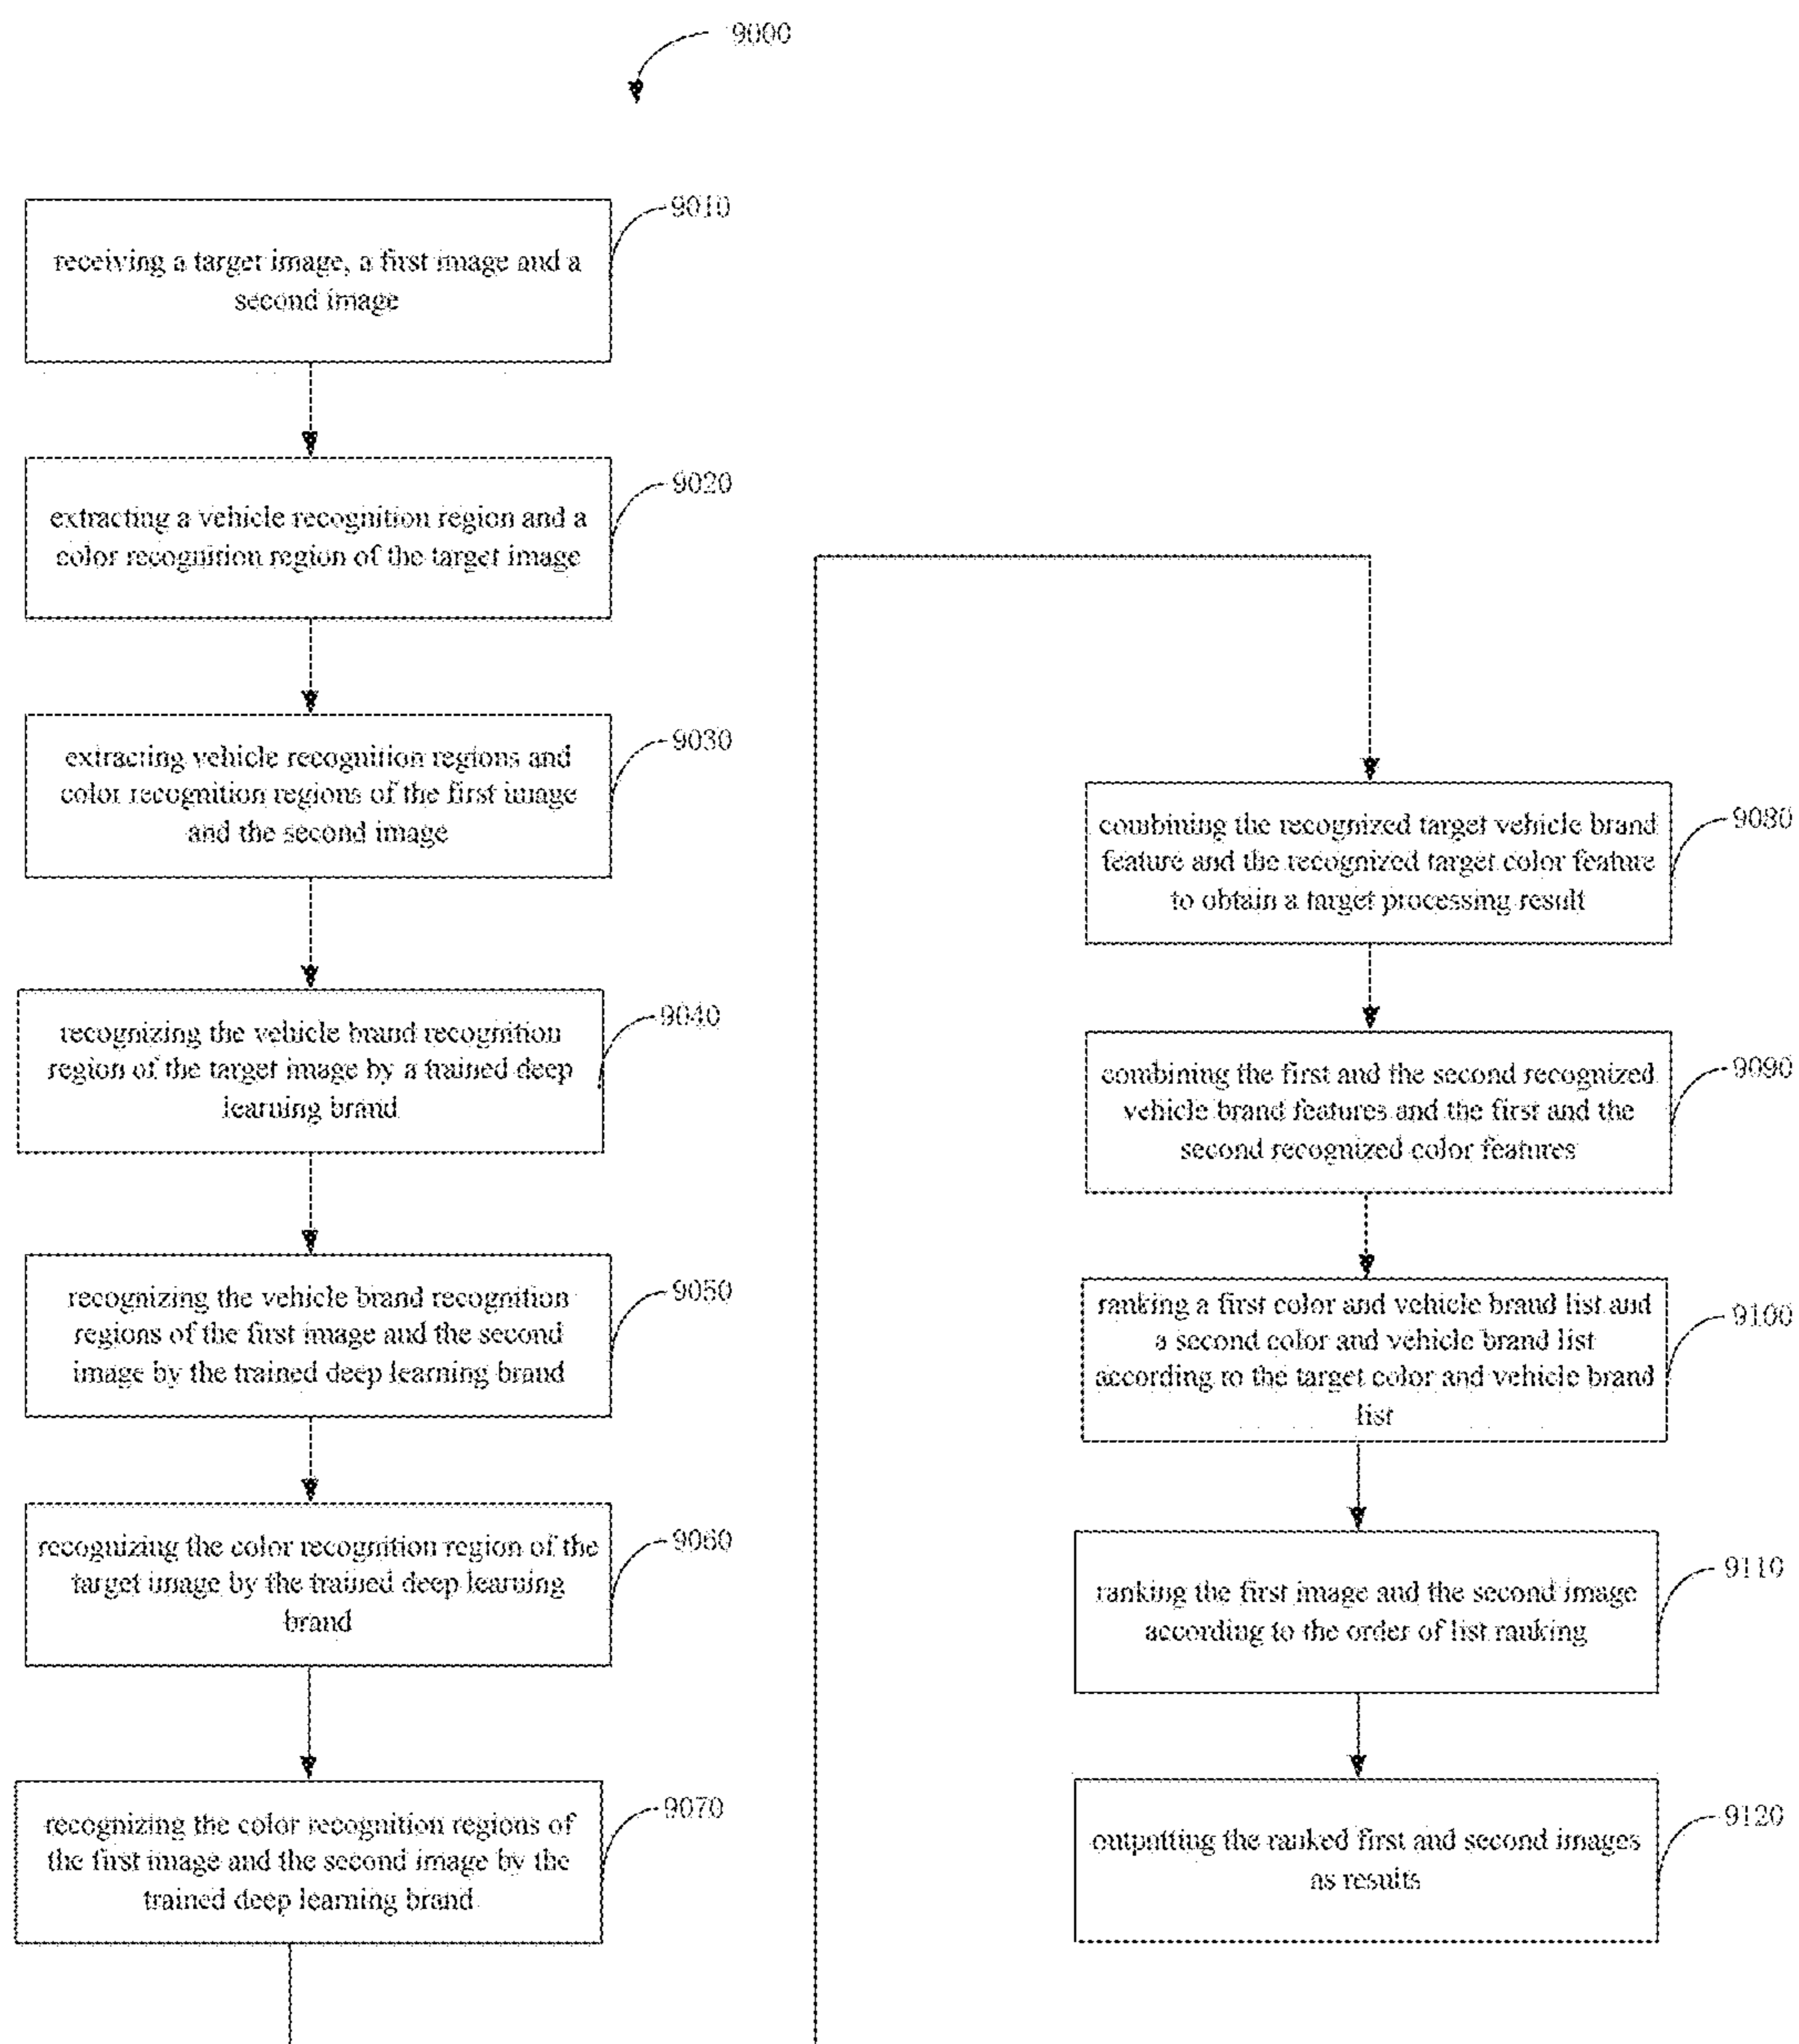 9000
9010
receiving a target image, a first image and a
second image
9020
extracting a vehicle recognition region and a
color recognition region of the target image
9030
extracting vehicle recognition regions and
color recognition regions of the first image
and the second image
9040
recognizing the vehicle brand recognition
region of the target image by a trained deep
learning brand
9050
recognizing the vehicle brand recognition
regions of the first image and the second
image by the trained deep learning brand
9060
recognizing the color recognition region of the
target image by the trained deep learning
brand
9070
recognizing the color recognition regions of
the first image and the second image by the
trained deep learning brand
9080
combining the recognized target vehicle brand
feature and the recognized target color feature
to obtain a target processing result
9090
combining the first and the second recognized
vehicle brand features and the first and the
second recognized color features
9100
ranking a first color and vehicle brand list and
a second color and vehicle brand list
according to the target color and vehicle brand
list
9110
ranking the first image and the second image
according to the order of list ranking
9120
outputting the ranked first and second images
as results